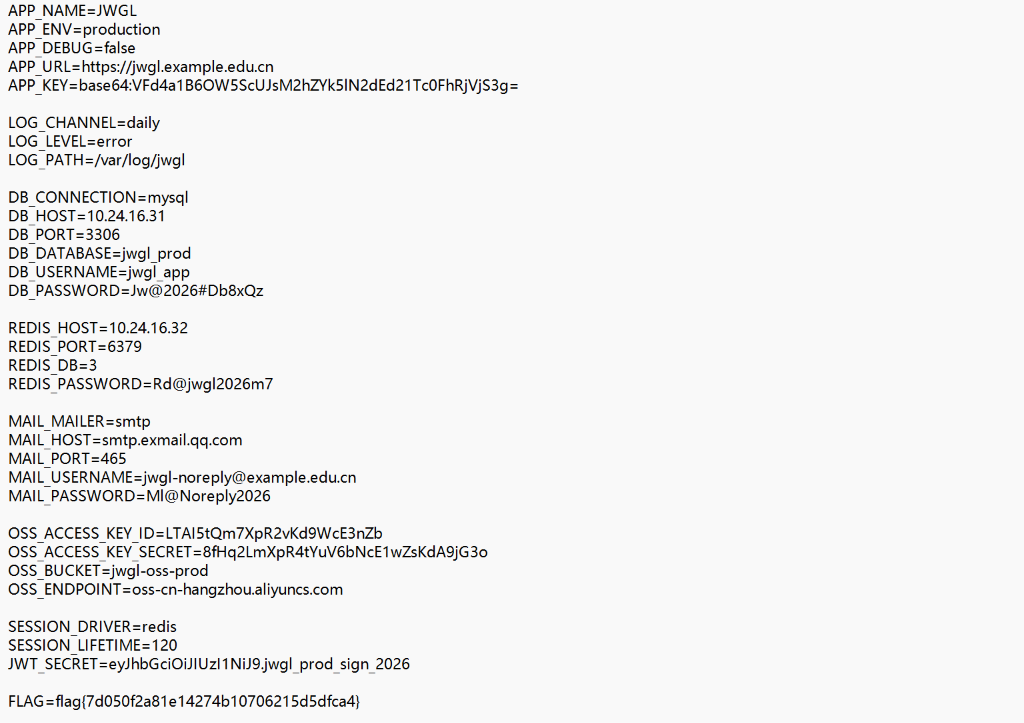 APP_NAME=JWGL
APP_ENV=production
APP_DEBUG=false
APP_URL=https://jwgl.example.edu.cn
APP_KEY=base64:VFd4a1B6OW5ScUJsM2hZYk5lN2dEd21Tc0FhRjVjS3g=

LOG_CHANNEL=daily
LOG_LEVEL=error
LOG_PATH=/var/log/jwgl

DB_CONNECTION=mysql
DB_HOST=10.24.16.31
DB_PORT=3306
DB_DATABASE=jwgl_prod
DB_USERNAME=jwgl_app
DB_PASSWORD=Jw@2026#Db8xQz

REDIS_HOST=10.24.16.32
REDIS_PORT=6379
REDIS_DB=3
REDIS_PASSWORD=Rd@jwgl2026m7

MAIL_MAILER=smtp
MAIL_HOST=smtp.exmail.qq.com
MAIL_PORT=465
MAIL_USERNAME=jwgl-noreply@example.edu.cn
MAIL_PASSWORD=Ml@Noreply2026

OSS_ACCESS_KEY_ID=LTAI5tQm7XpR2vKd9WcE3nZb
OSS_ACCESS_KEY_SECRET=8fHq2LmXpR4tYuV6bNcE1wZsKdA9jG3o
OSS_BUCKET=jwgl-oss-prod
OSS_ENDPOINT=oss-cn-hangzhou.aliyuncs.com

SESSION_DRIVER=redis
SESSION_LIFETIME=120
JWT_SECRET=eyJhbGciOiJIUzI1NiJ9.jwgl_prod_sign_2026

FLAG=flag{7d050f2a81e14274b10706215d5dfca4}